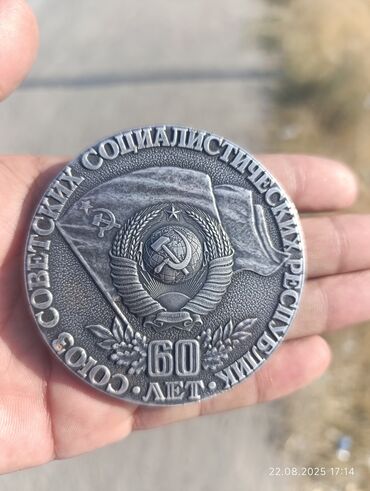 СОЮЗ СОВЕТСКИХ СОЦИАЛИСТИЧЕСКИХ РЕСПУБЛИК
60
ЛЕТ
22.08.2025 17:14